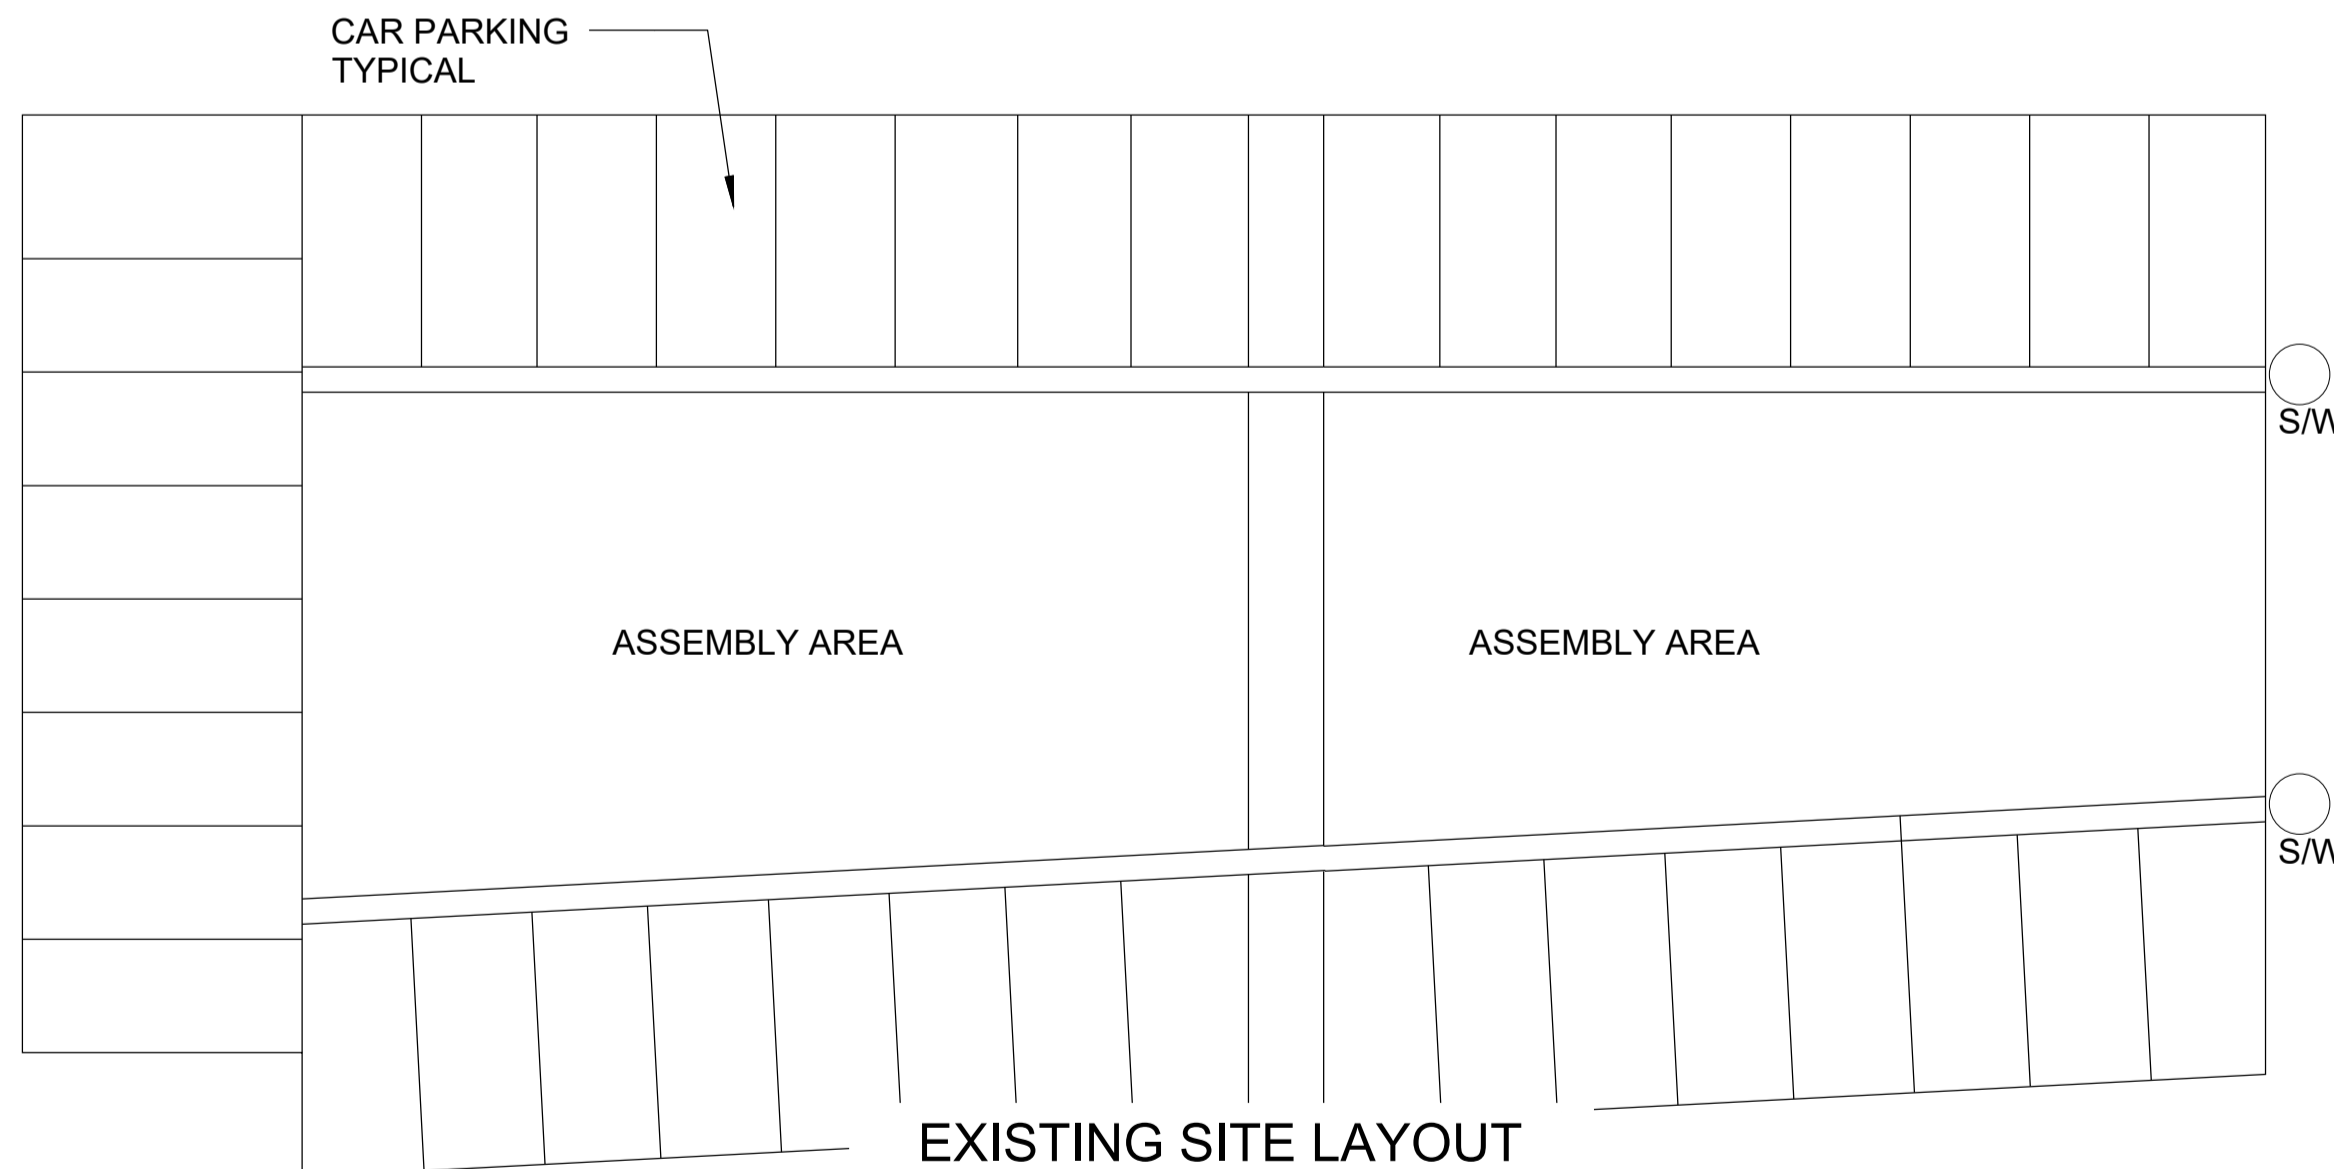 CAR PARKING
TYPICAL
S/W
ASSEMBLY AREA
ASSEMBLY AREA
S/W
EXISTING SITE LAYOUT